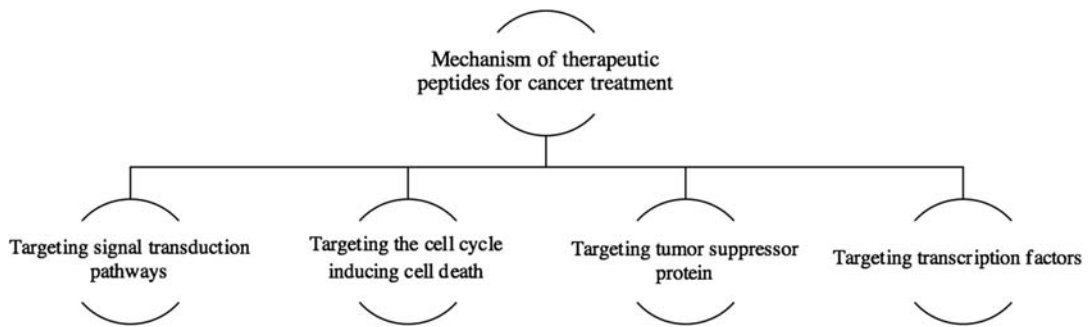 Mechanism of therapeutic
peptides for cancer treatment
Targeting signal transduction
pathways
Targeting the cell cycle
inducing cell death
Targeting tumor suppressor
protein
Targeting transcription factors